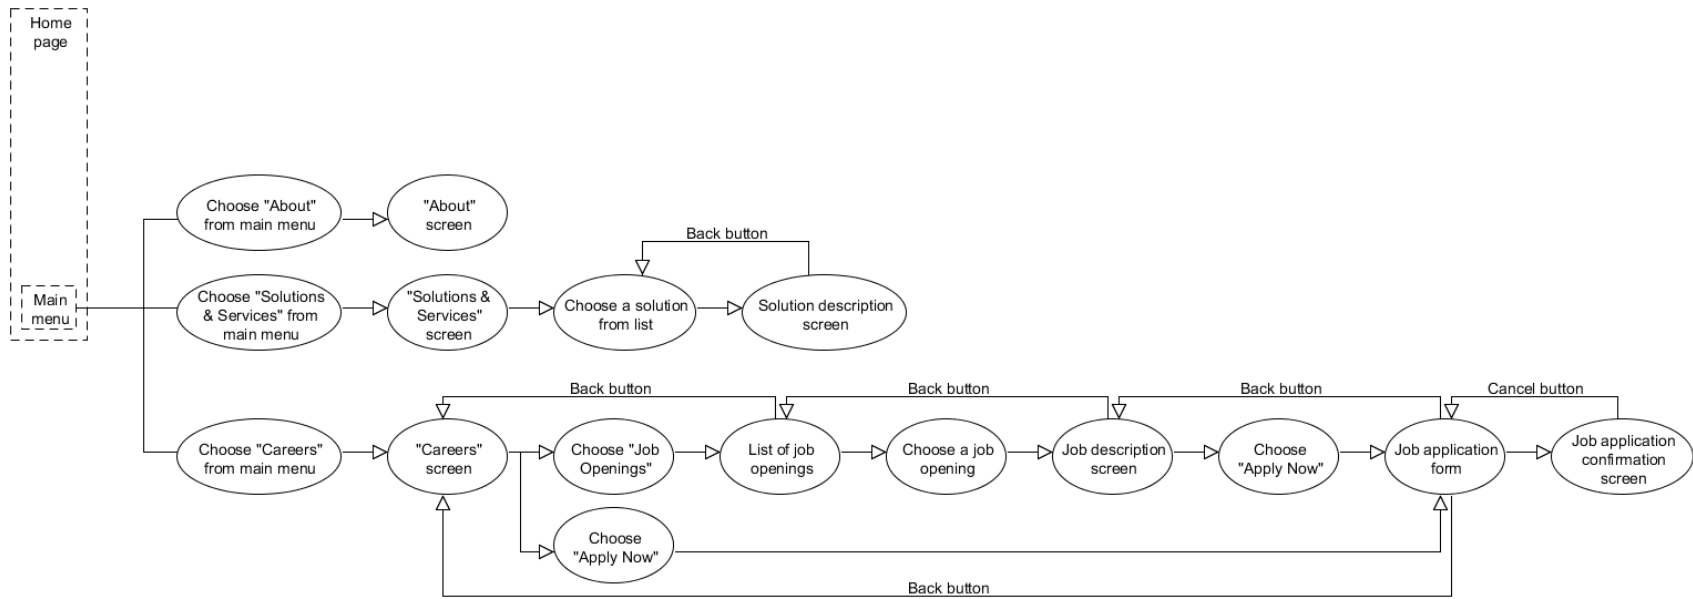 Home
page
Main
menu
Choose "About"
from main menu
"About"
screen
Choose "Solutions
& Services" from
main menu
"Solutions &
Services"
screen
Choose a solution
from list
Back button
Solution description
screen
Choose "Careers"
from main menu
"Careers"
screen
Back button
Choose "Job
Openings"
List of job
openings
Back button
Choose a job
opening
Job description
screen
Back button
Choose
"Apply Now"
Job application
form
Cancel button
Job application
confirmation
screen
Choose
"Apply Now"
Back button